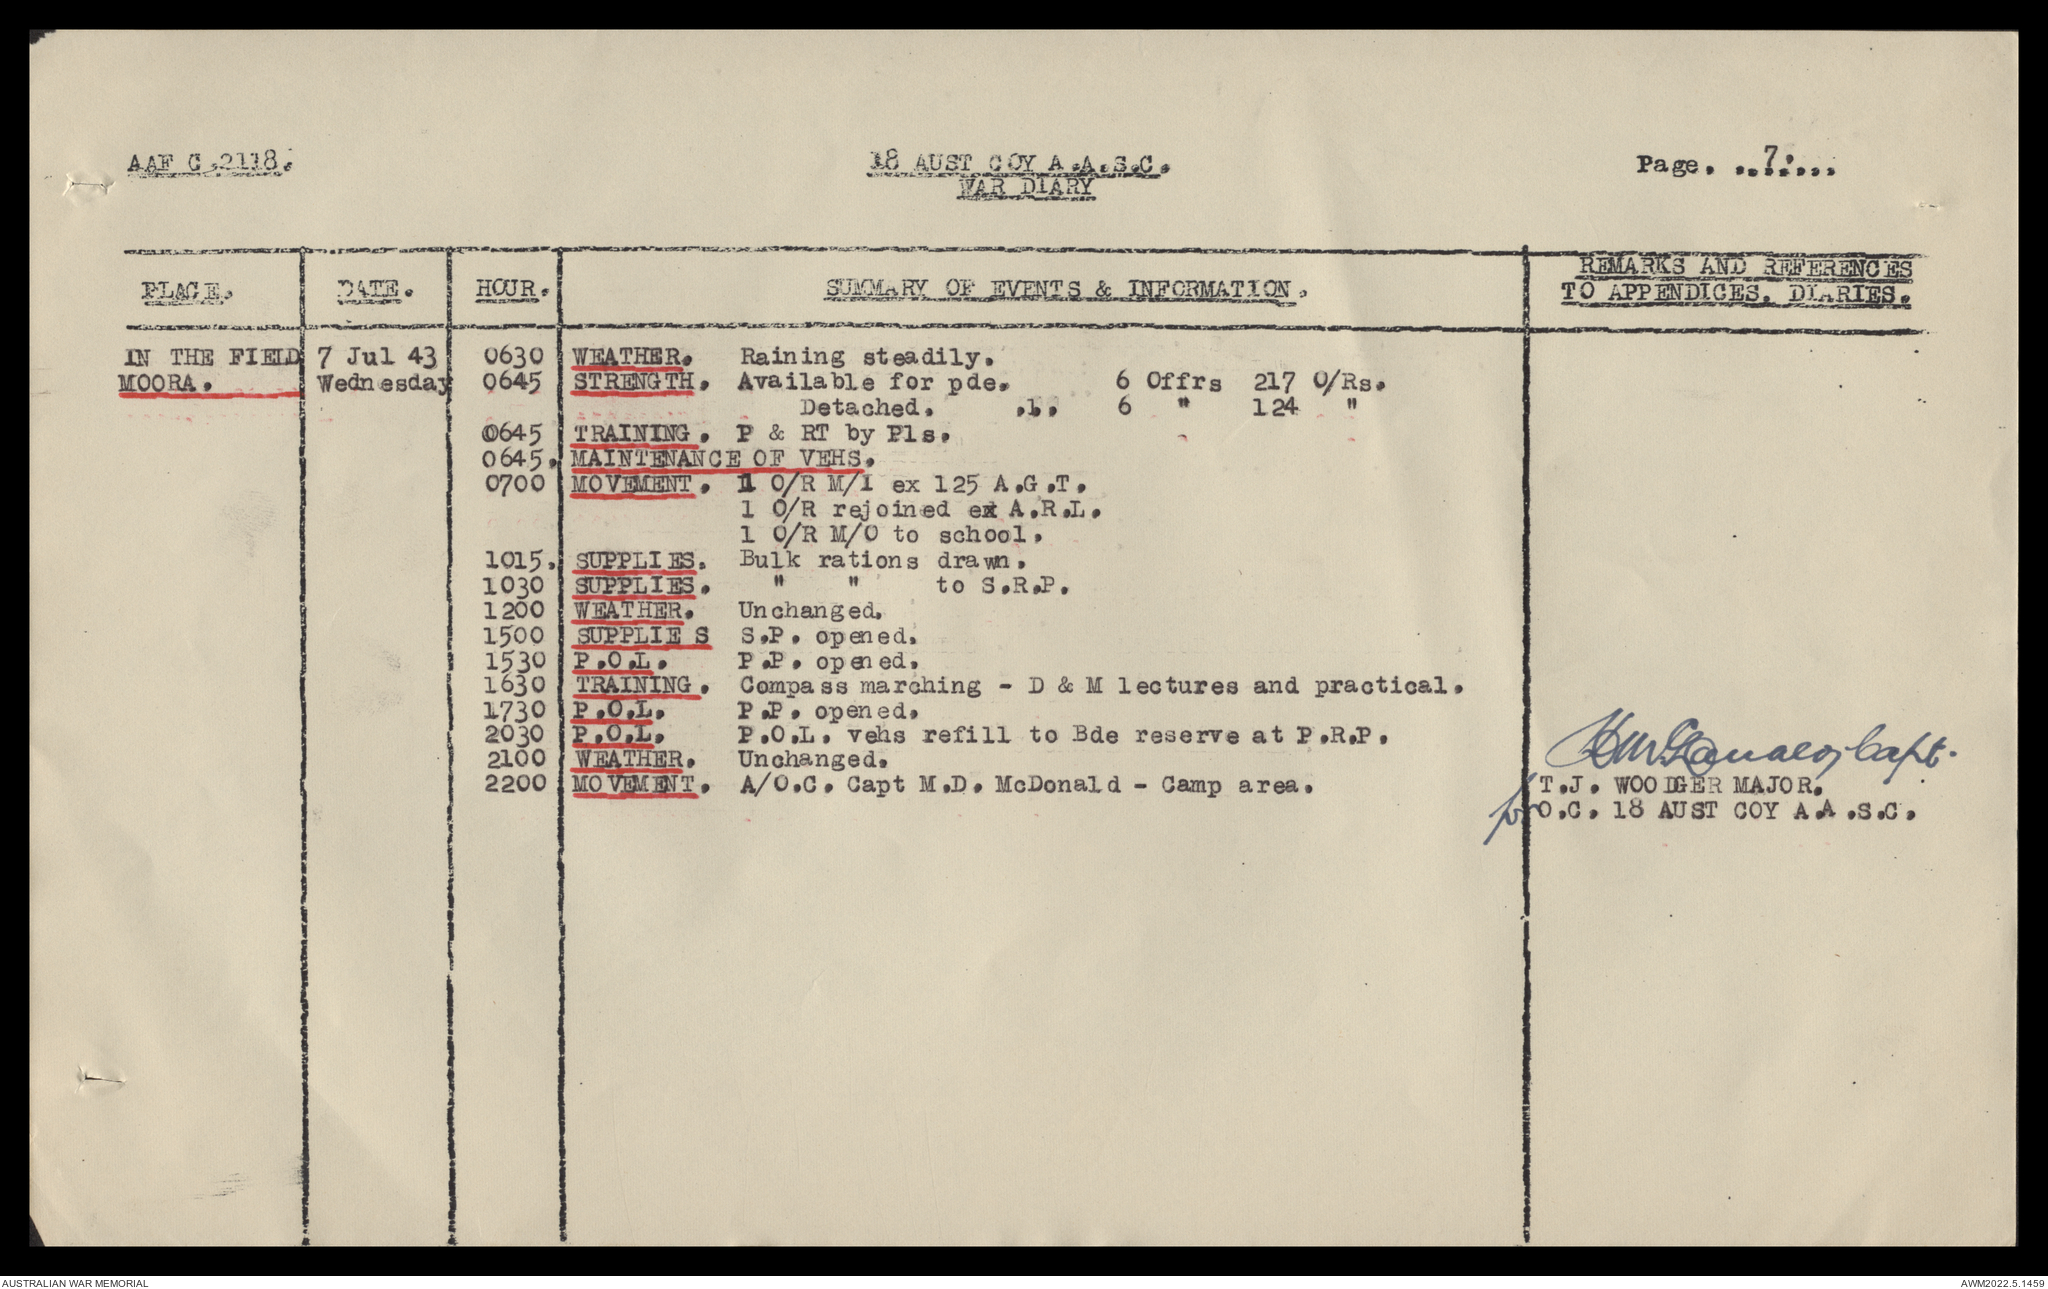 AAF C.2118.
18 AUST COY A.A.S.C.
WAR DIARY
Page. ..7.....
PLACE. DATE. HOUR. SUMMARY OF EVENTS & INFORMATION. REMARKS AND REFERENCES
TO APPENDICES. DIARIES.
IN THE FIELD 7 Jul 43 0630 WEATHER. Raining steadily.
MOORA. Wednesday 0645 STRENGTH. Available for pde. 6 Offrs 217 O/Rs.
Detached. .1. 6 " 124 "
0645 TRAINING. P & RT by Pls.
0645. MAINTENANCE OF VEHS.
0700 MOVEMENT. 1 O/R M/I ex 125 A.G.T.
1 O/R rejoined ex A.R.L.
1 O/R M/O to school.
1015. SUPPLIES. Bulk rations drawn.
1030 SUPPLIES. " " to S.R.P.
1200 WEATHER. Unchanged.
1500 SUPPLIE S S.P. opened.
1530 P.O.L. P.P. opened.
1630 TRAINING. Compass marching - D & M lectures and practical.
1730 P.O.L. P.P. opened.
2030 P.O.L. P.O.L. vehs refill to Bde reserve at P.R.P.
2100 WEATHER. Unchanged.
2200 MOVEMENT. A/O.C. Capt M.D. McDonald - Camp area.
Capt.
T.J. WOODGER MAJOR.
for O.C. 18 AUST COY A.A.S.C.
AUSTRALIAN WAR MEMORIAL
AWM2022.5.1459